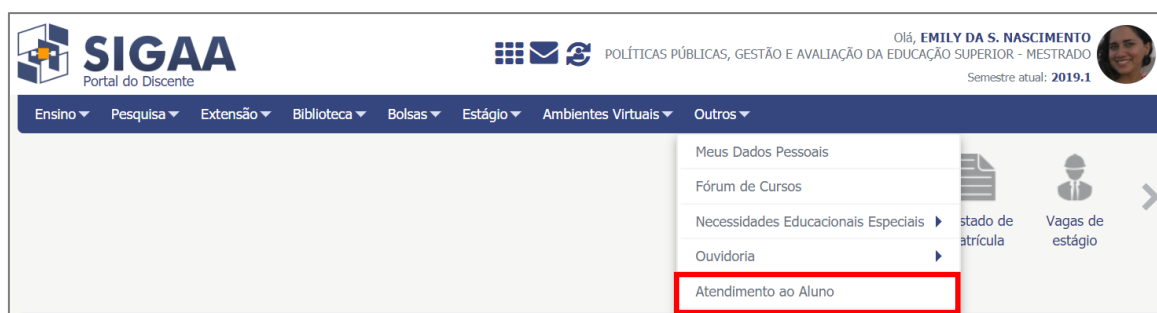 SIGAA
Portal do Discente
Olá, EMILY DA S. NASCIMENTO
POLÍTICAS PÚBLICAS, GESTÃO E AVALIAÇÃO DA EDUCAÇÃO SUPERIOR - MESTRADO
Semestre atual: 2019.1
Ensino Pesquisa Extensão Biblioteca Bolsas Estágio Ambientes Virtuais Outros
Meus Dados Pessoais
Fórum de Cursos
Necessidades Educacionais Especiais
Ouvidoria
Atendimento ao Aluno
stado de
atrícula
Vagas de
estágio